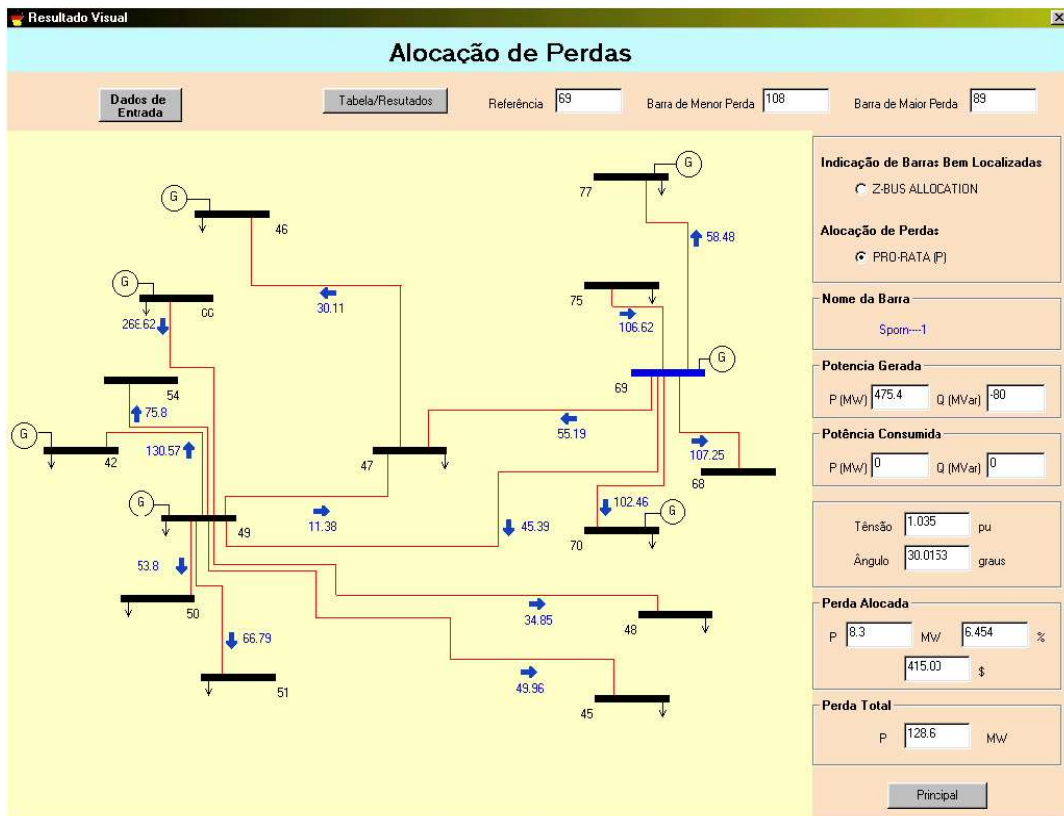 Resultado Visual
Alocação de Perdas
Dados de
Entrada
Tabela/Resutados
Referência 69
Barra de Menor Perda 108
Barra de Maior Perda 89
G
77
58.48
G
46
30.11
75
106.62
G
66
268.62
G
69
54
75.8
55.19
G
42
130.57
47
107.25
68
G
49
11.38
45.39
102.46
G
70
53.8
50
34.85
48
66.79
51
49.96
45
Indicação de Barras Bem Localizadas
Z-BUS ALLOCATION
Alocação de Perdas
PRO-RATA (P)
Nome da Barra
Sporn----1
Potencia Gerada
P (MW) 475.4 Q (MVar) -80
Potência Consumida
P (MW) 0 Q (MVar) 0
Tênsão 1.035 pu
Ângulo 30.0153 graus
Perda Alocada
P 8.3 MW 6.454 %
415.00 $
Perda Total
P 128.6 MW
Principal